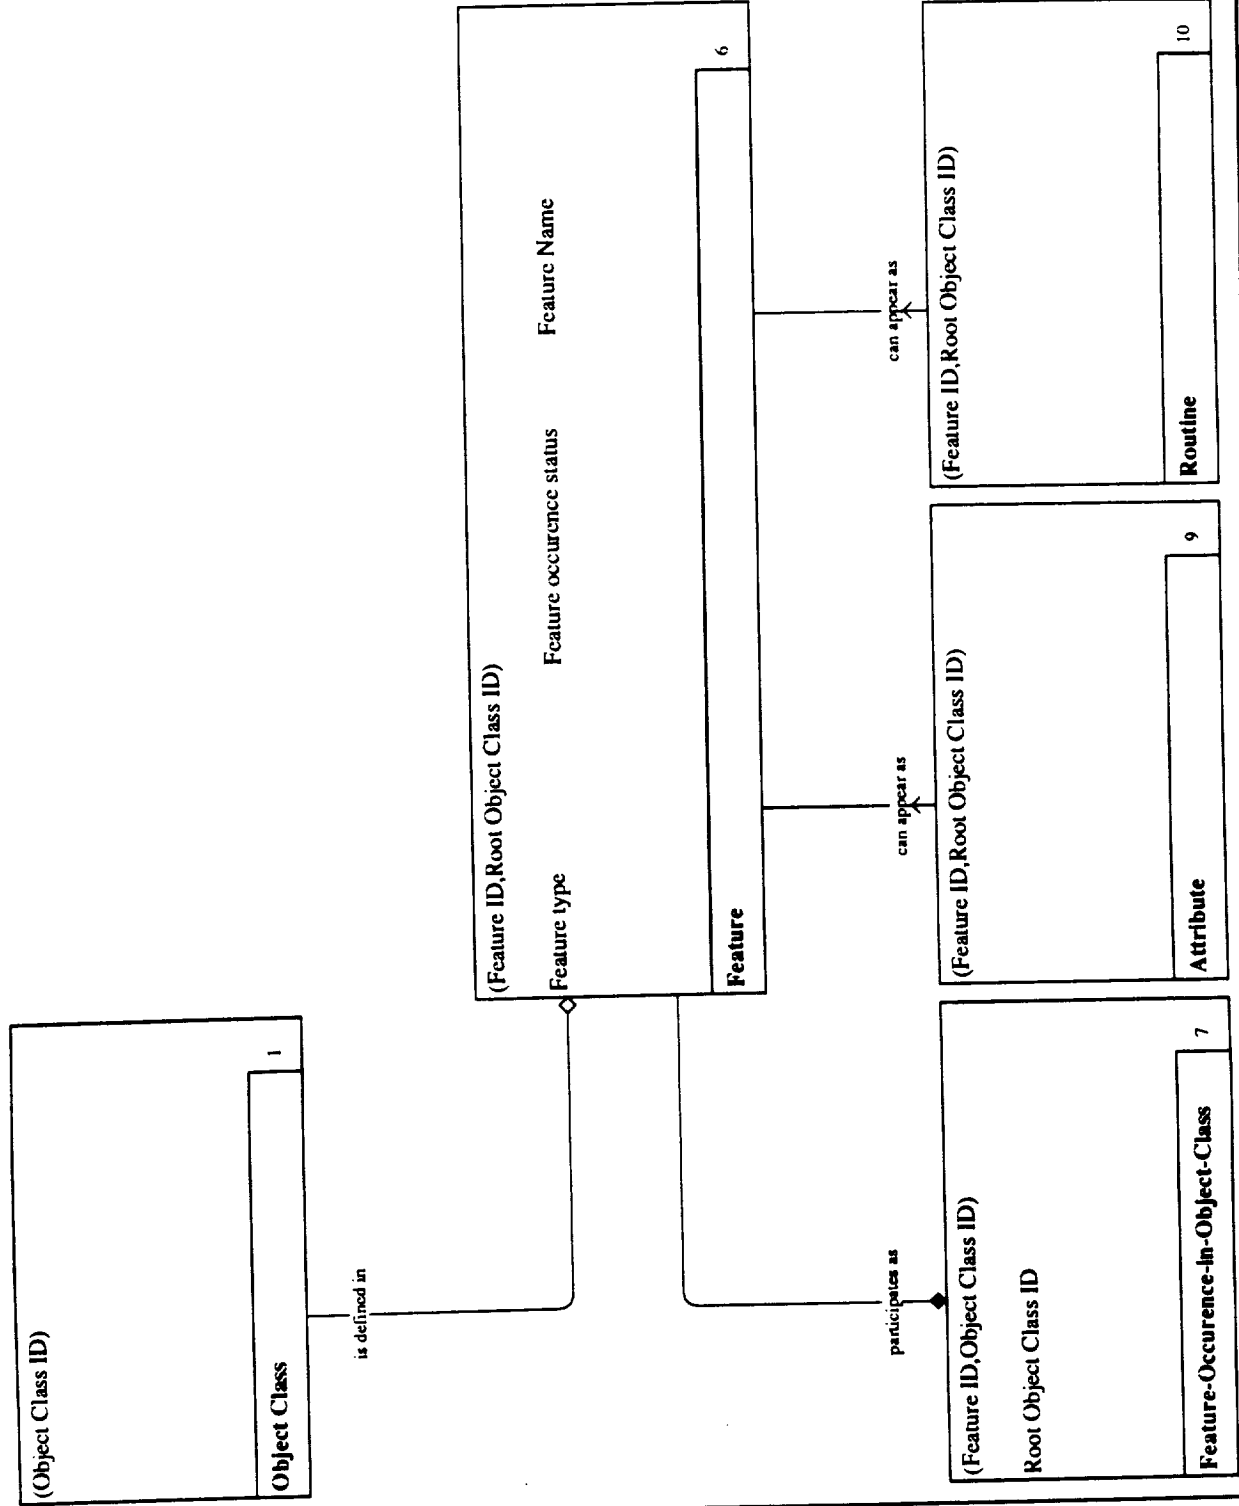 (Object Class ID)
Object Class 1
is defined in
(Feature ID,Root Object Class ID)
Feature type Feature occurence status Feature Name
Feature 6
participates as
can appear as
can appear as
(Feature ID,Object Class ID)
Root Object Class ID
Feature-Occurence-in-Object-Class 7
(Feature ID,Root Object Class ID)
Attribute 9
(Feature ID,Root Object Class ID)
Routine 10